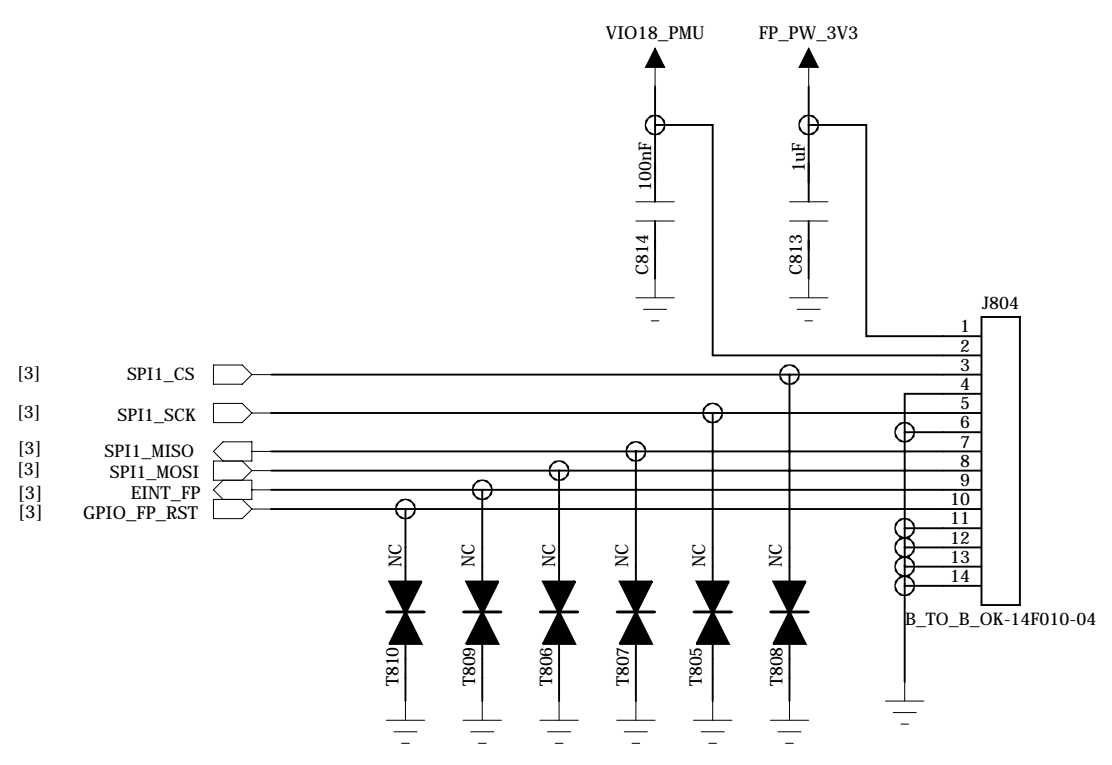 VIO18_PMU FP_PW_3V3
100nF 1uF
C814 C813
J804
1
2
[3] SPI1_CS 3
4
[3] SPI1_SCK 5
6
[3] SPI1_MISO 7
[3] SPI1_MOSI 8
[3] EINT_FP 9
[3] GPIO_FP_RST 10
11
12
13
14
NC NC NC NC NC NC
B_TO_B_OK-14F010-04
T810 T809 T806 T807 T805 T808